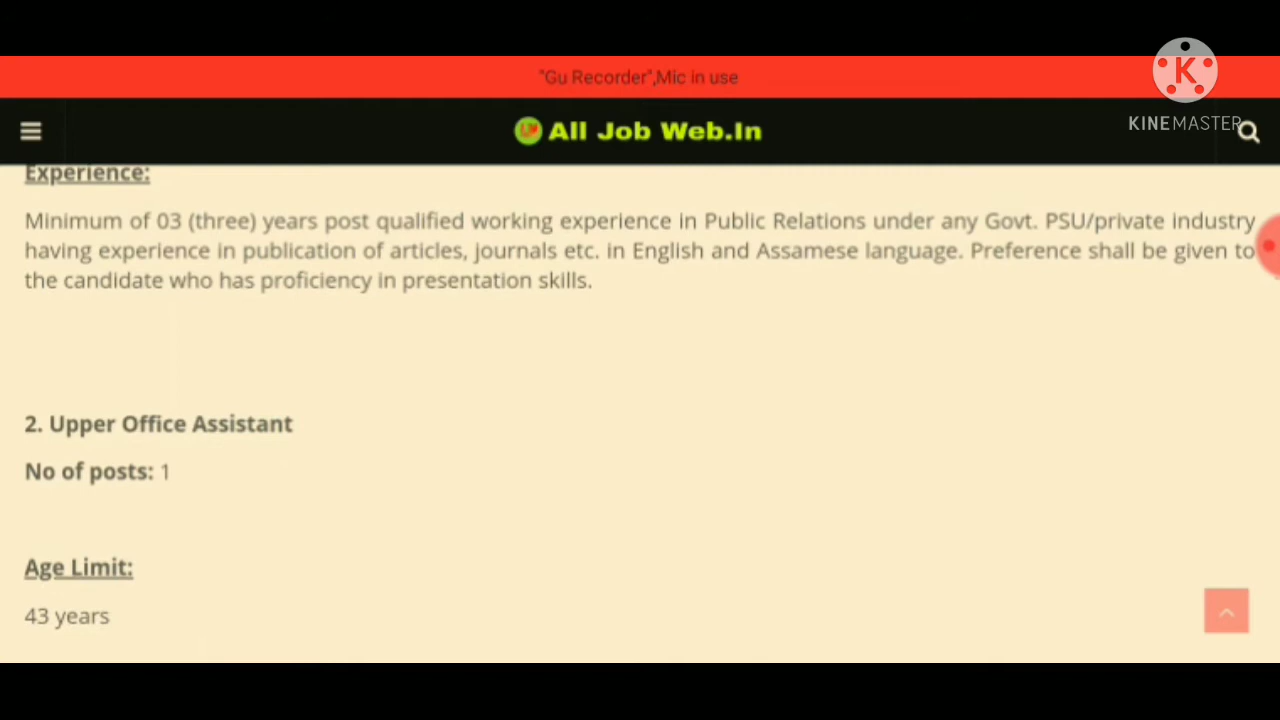 "Gu Recorder",Mic in use
K
KINEMASTER
All Job Web.In
Experience:
Minimum of 03 (three) years post qualified working experience in Public Relations under any Govt. PSU/private industry
having experience in publication of articles, journals etc. in English and Assamese language. Preference shall be given to
the candidate who has proficiency in presentation skills.
2. Upper Office Assistant
No of posts: 1
Age Limit:
43 years